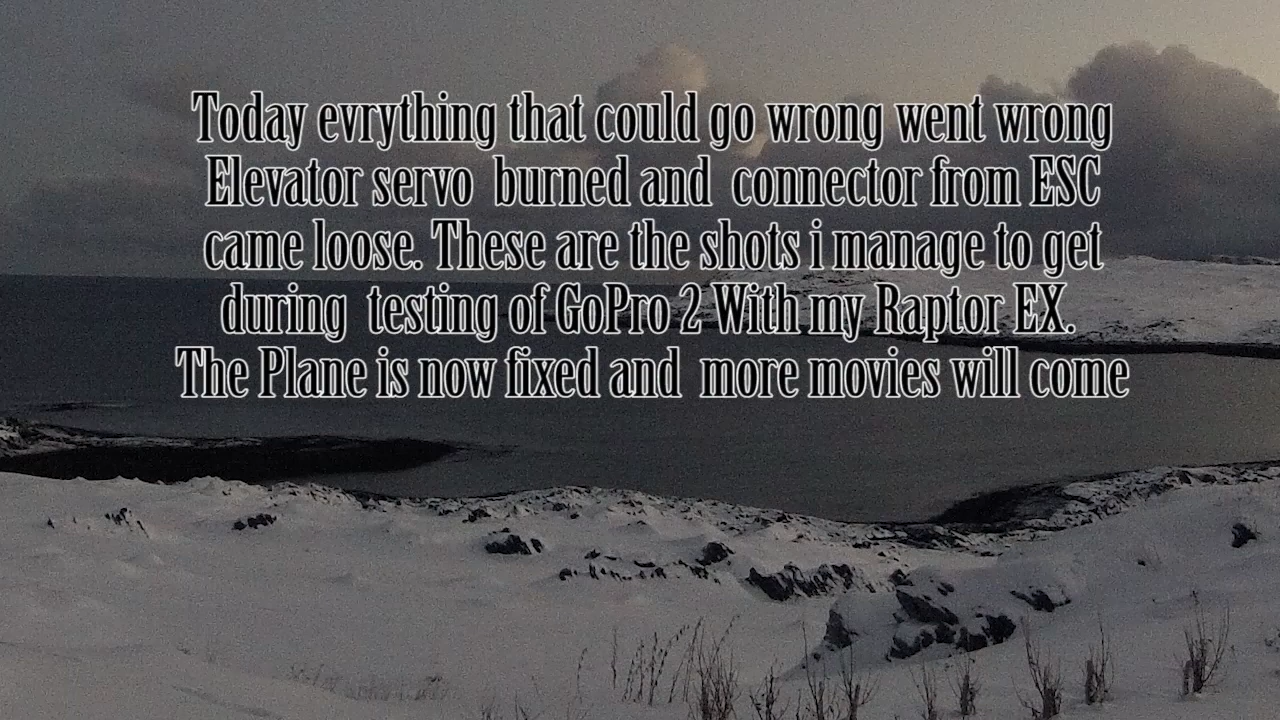 Today evrything that could go wrong went wrong
Elevator servo burned and connector from ESC
came loose. These are the shots i manage to get
during testing of GoPro 2 With my Raptor EX.
The Plane is now fixed and more movies will come